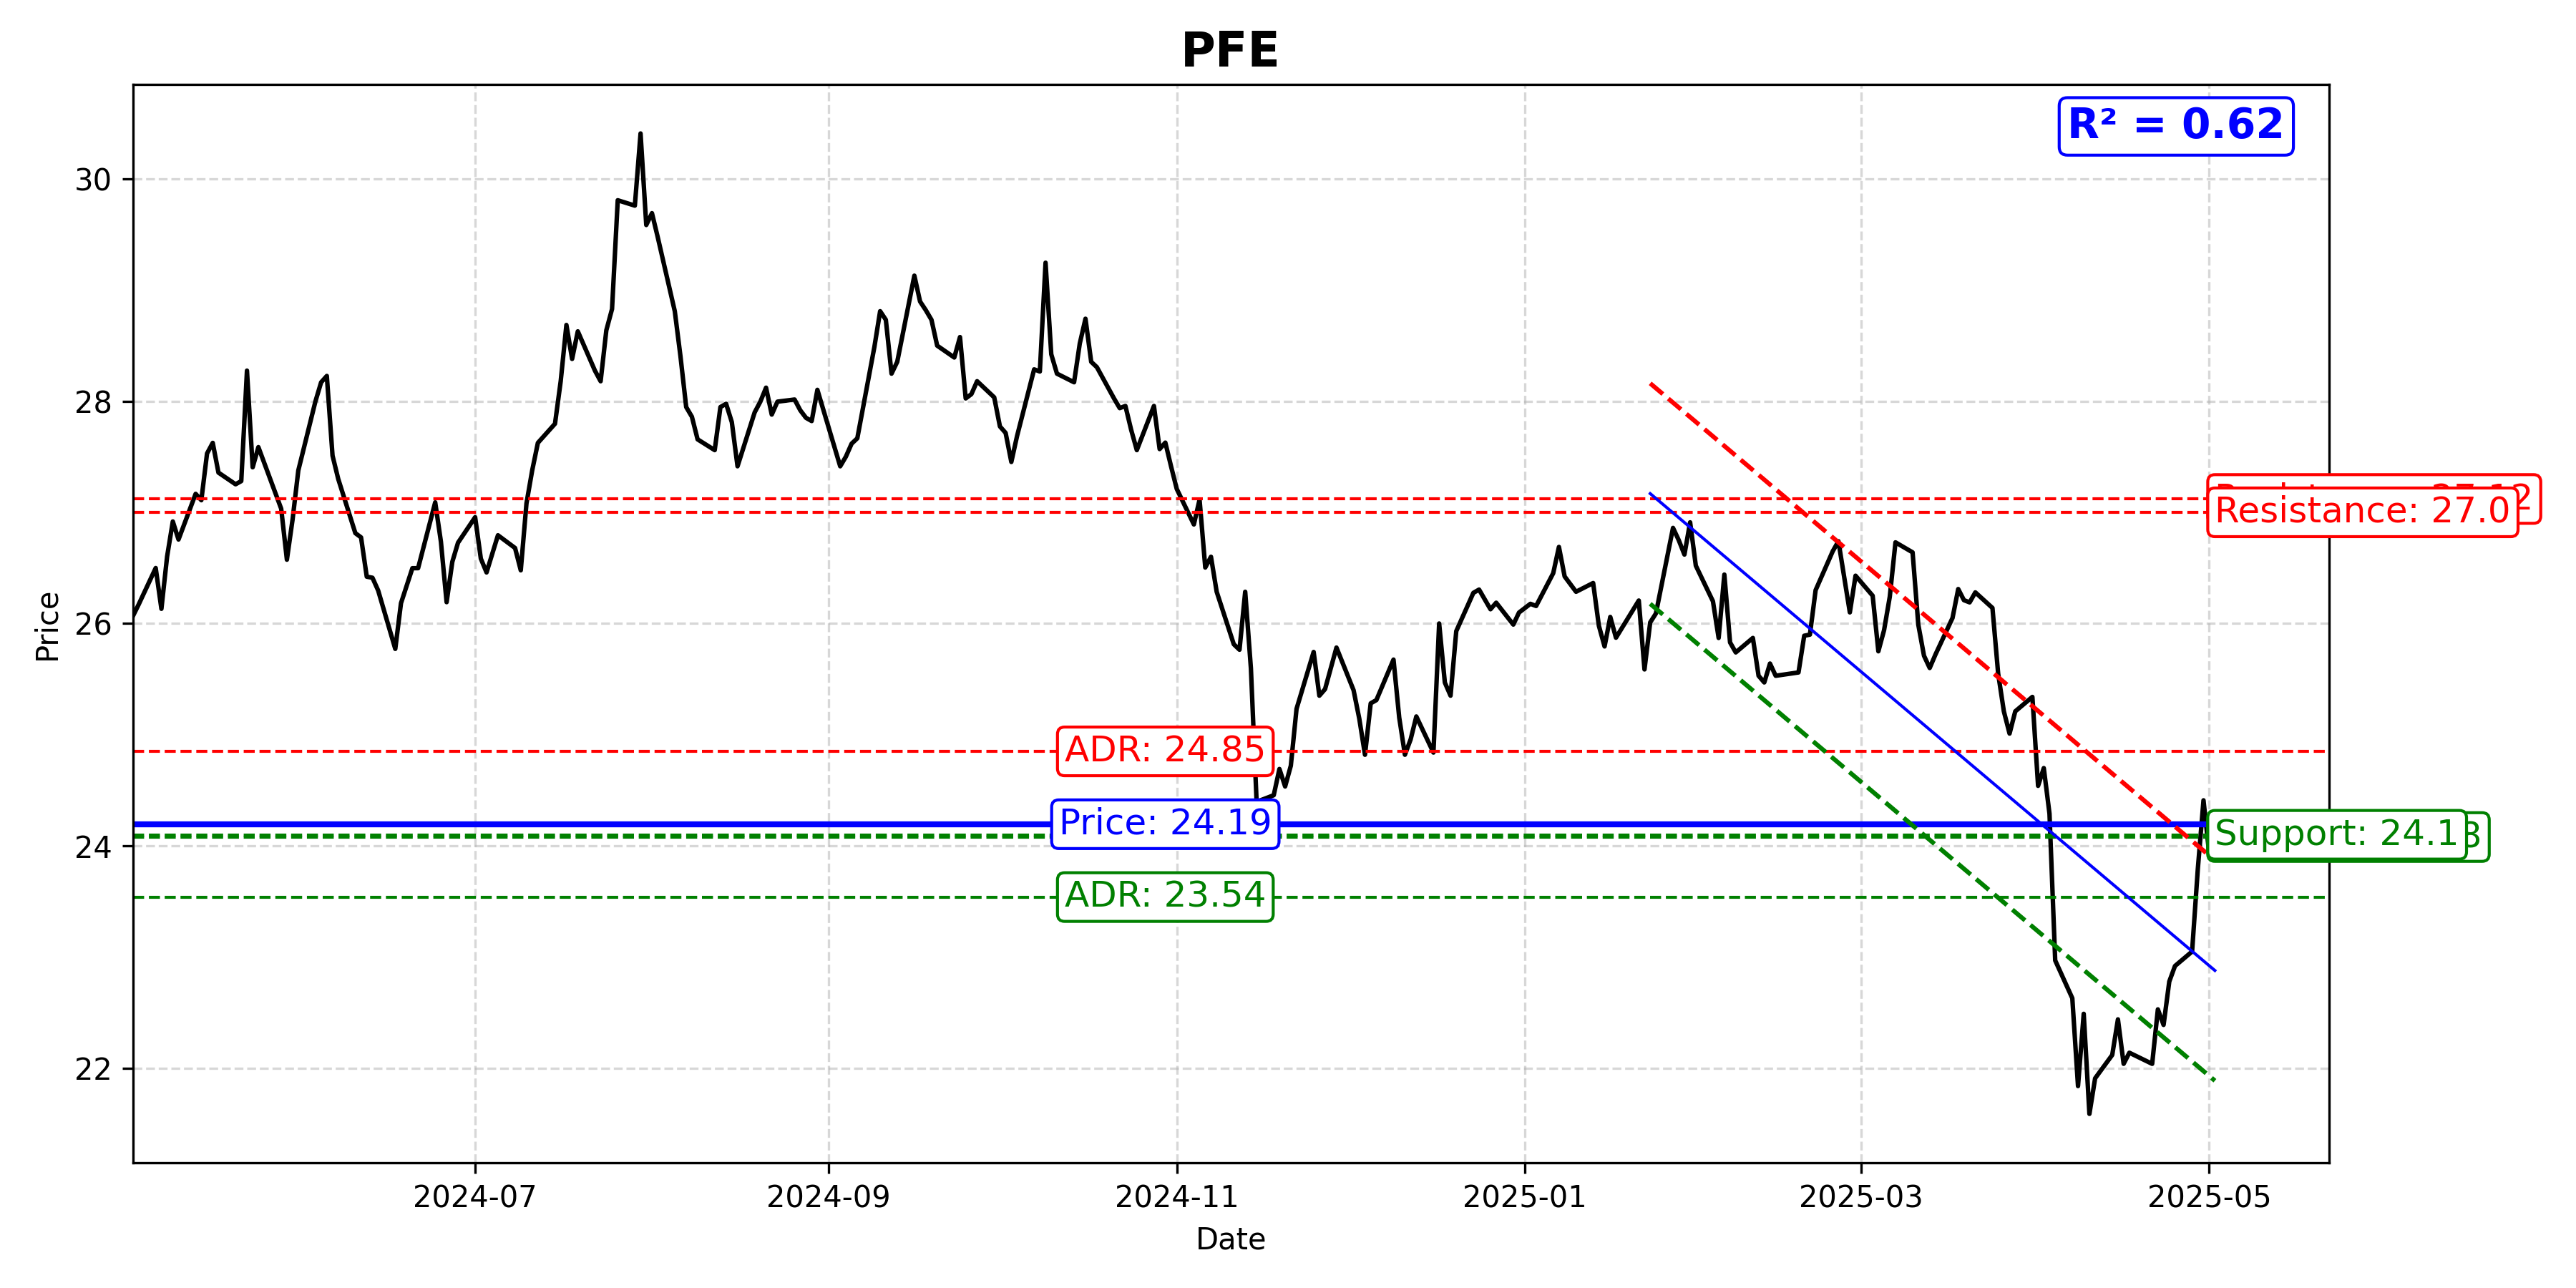 PFE
R² = 0.62
30
28
26
24
22
Price
Resistance: 27.0
ADR: 24.85
Price: 24.19
Support: 24.1
ADR: 23.54
2024-07
2024-09
2024-11
2025-01
2025-03
2025-05
Date